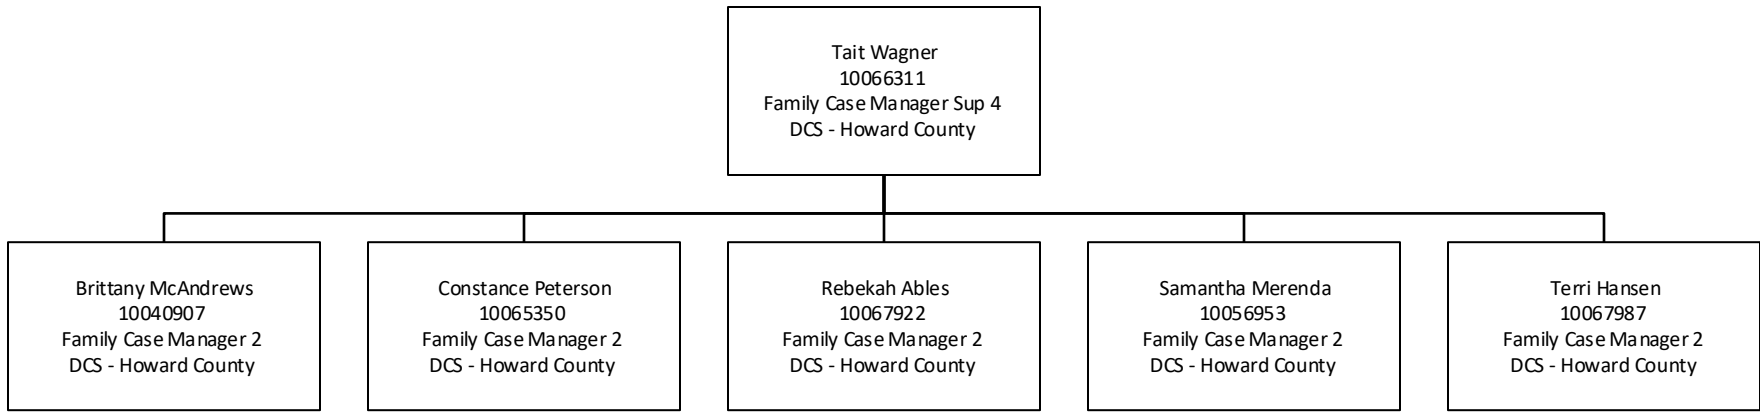 Tait Wagner
10066311
Family Case Manager Sup 4
DCS - Howard County
Brittany McAndrews
10040907
Family Case Manager 2
DCS - Howard County
Constance Peterson
10065350
Family Case Manager 2
DCS - Howard County
Rebekah Ables
10067922
Family Case Manager 2
DCS - Howard County
Samantha Merenda
10056953
Family Case Manager 2
DCS - Howard County
Terri Hansen
10067987
Family Case Manager 2
DCS - Howard County